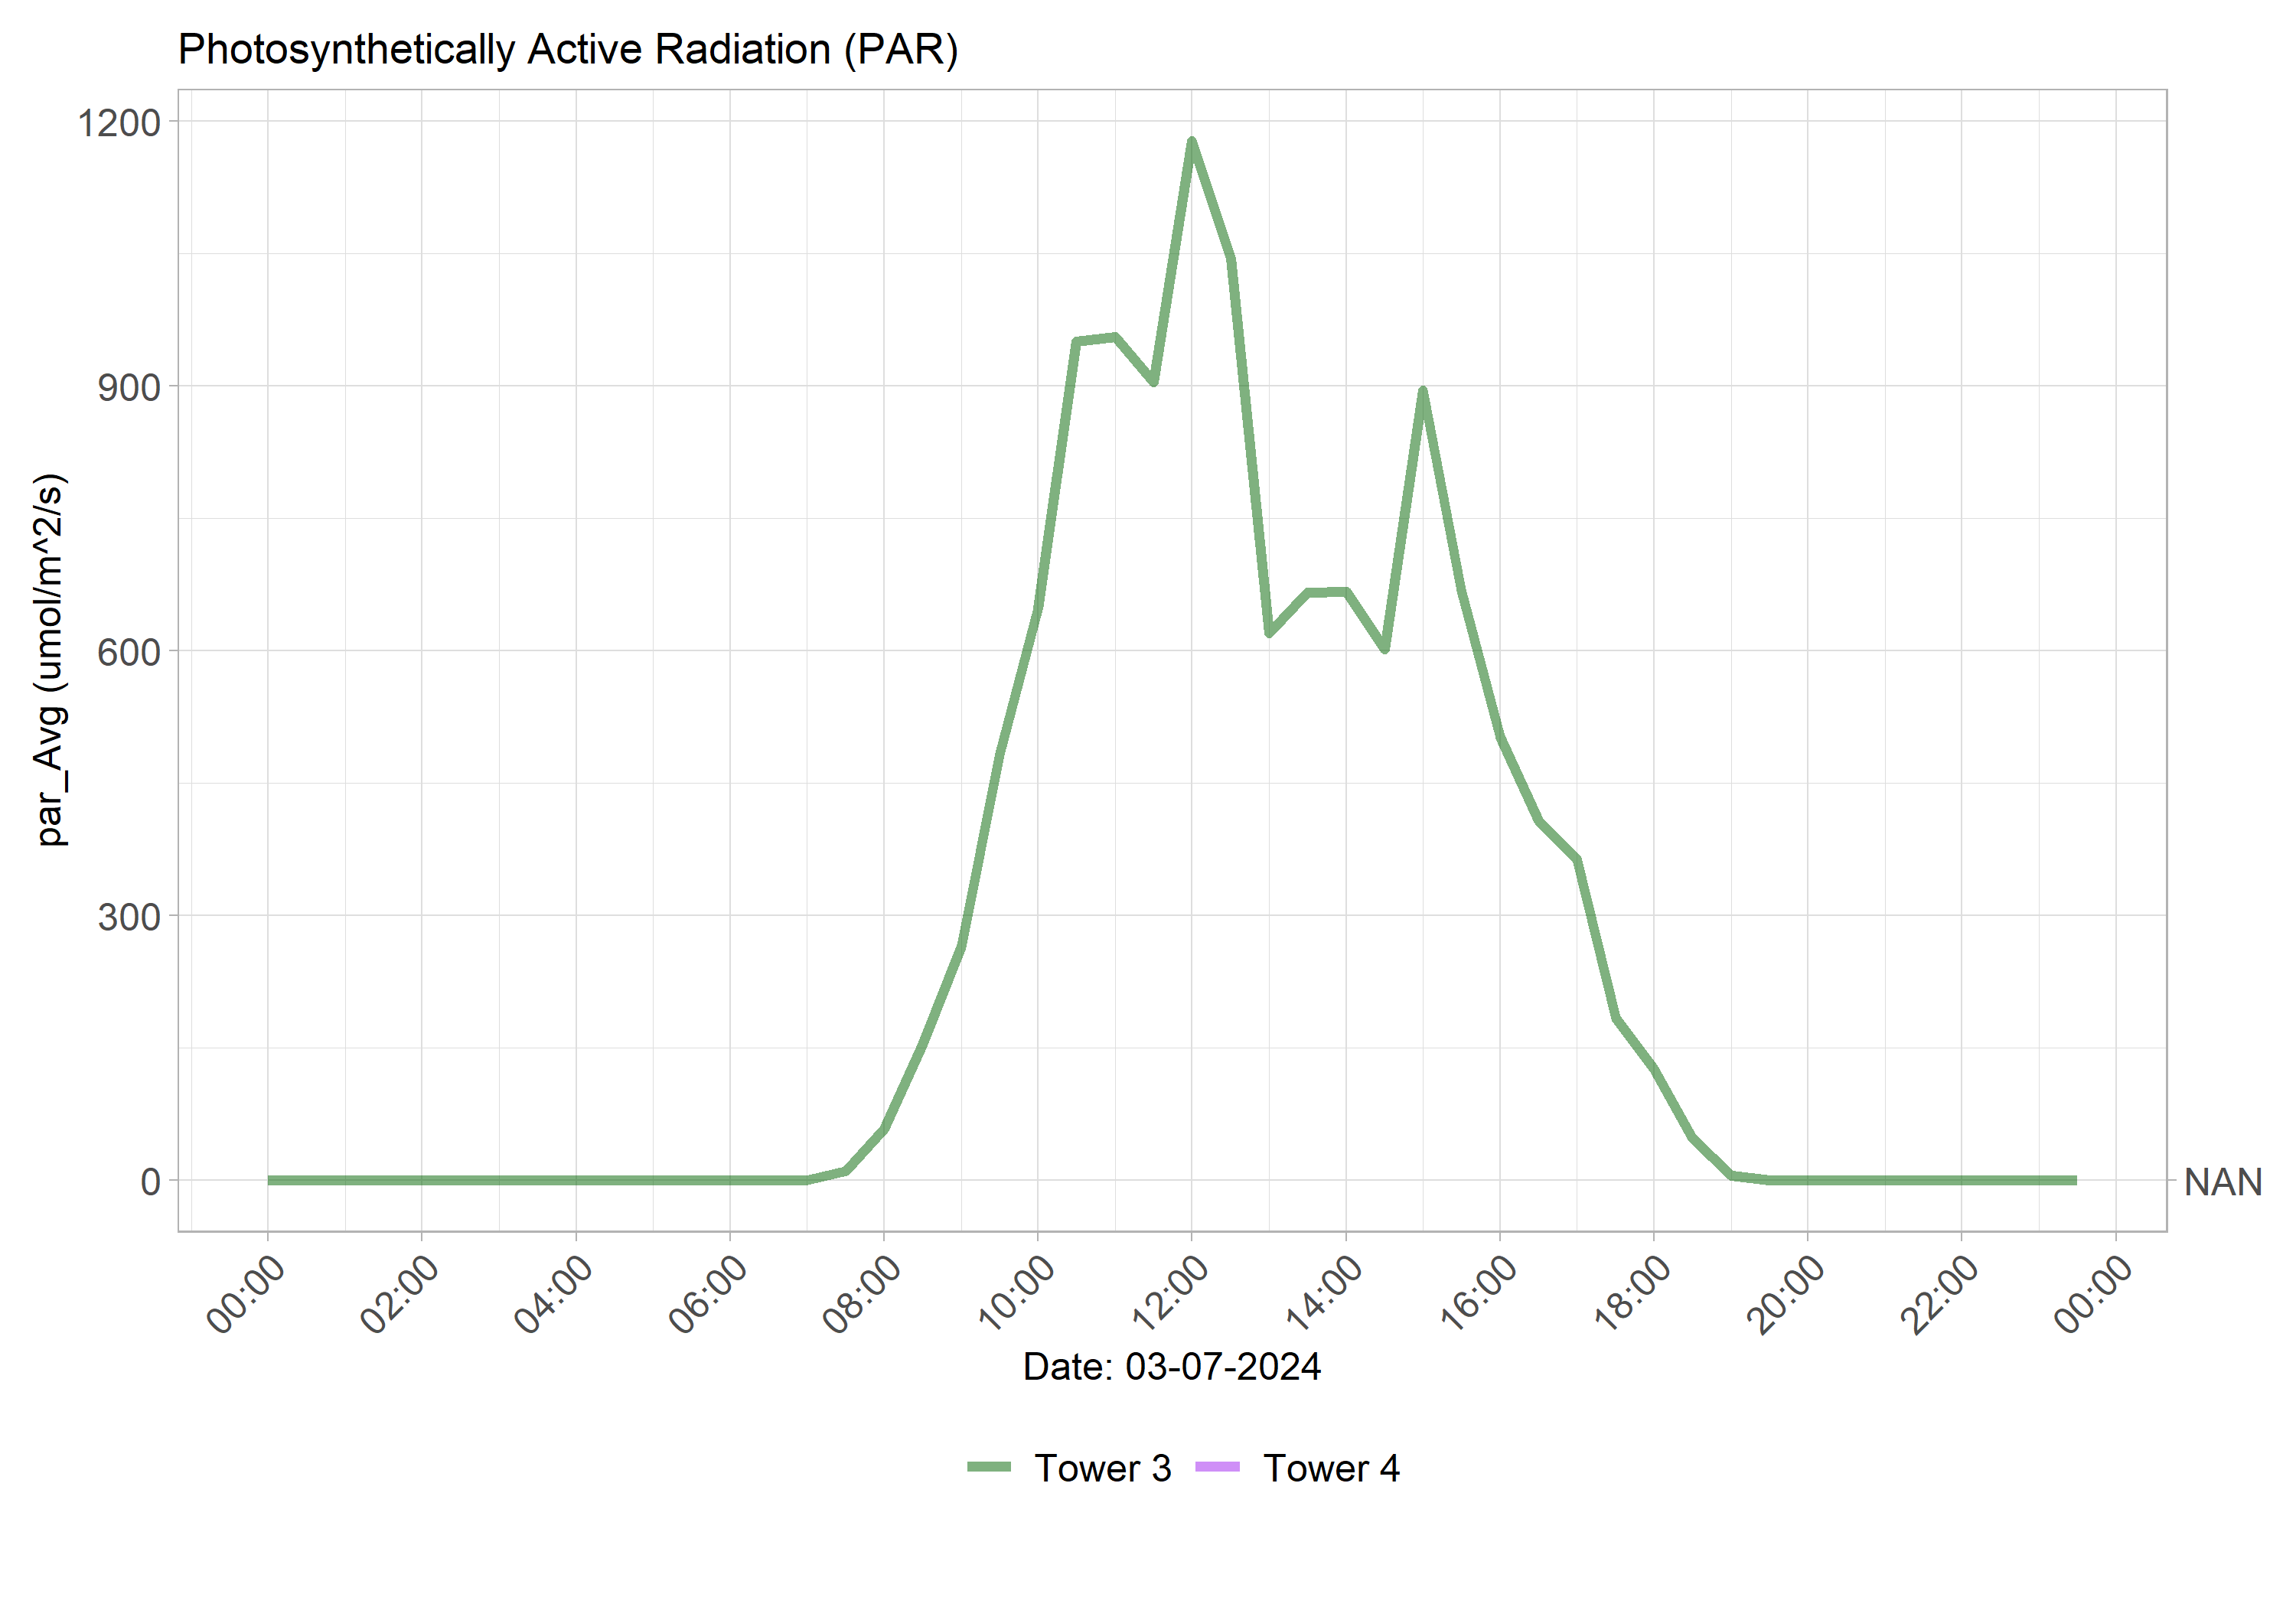 Photosynthetically Active Radiation (PAR)
par_Avg (umol/m^2/s)
1200
900
600
300
0
NAN
00:00 02:00 04:00 06:00 08:00 10:00 12:00 14:00 16:00 18:00 20:00 22:00 00:00
Date: 03-07-2024
Tower 3 Tower 4